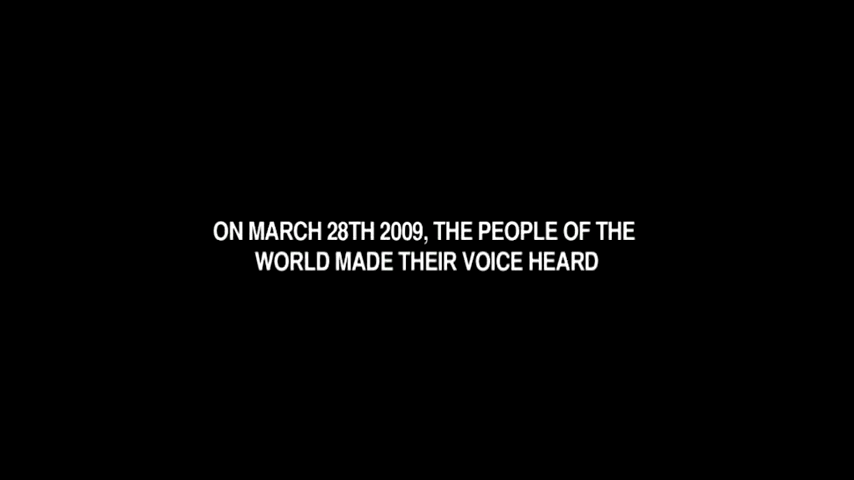 ON MARCH 28TH 2009, THE PEOPLE OF THE
WORLD MADE THEIR VOICE HEARD